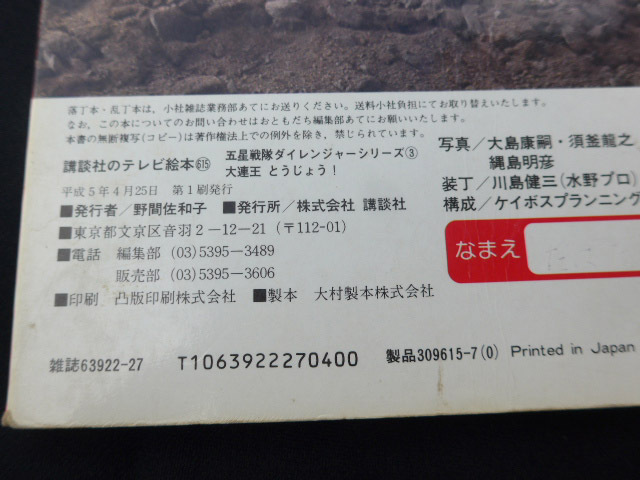 落丁本・乱丁本は、小社雑誌業務部あてにお送りください。送料小社負担にてお取り替えいたします。
なお、この本についてのお問い合わせはおともだち編集部あてにお願いいたします。
本書の無断複写(コピー)は著作権法上での例外を除き、禁じられています。
講談社のテレビ絵本615 五星戦隊ダイレンジャーシリーズ③
大連王 とうじょう!
平成5年4月25日 第1刷発行
■発行者/野間佐和子 ■発行所/株式会社 講談社
■東京都文京区音羽2-12-21(〒112-01)
■電話 編集部 (03)5395-3489
販売部 (03)5395-3606
■印刷 凸版印刷株式会社 ■製本 大村製本株式会社
写真/大島康嗣・須釜龍之
縄島明彦
装丁/川島健三(水野プロ)
構成/ケイボスプランニング
なまえ
雑誌63922-27 T1063922270400 製品309615-7(0) Printed in Japan